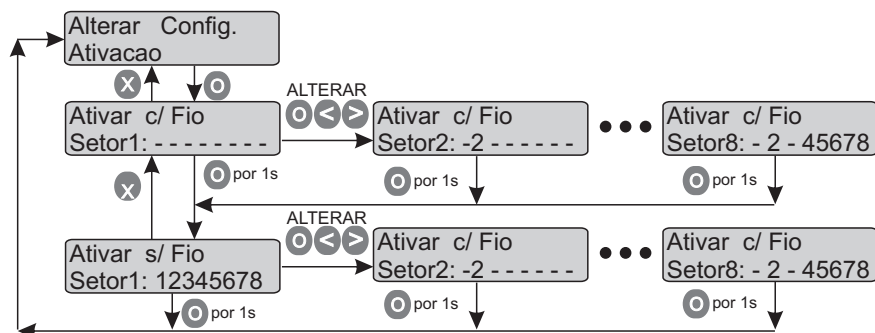 Alterar Config.
Ativacao
X O
ALTERAR
O < >
Ativar c/ Fio
Setor1: - - - - - - - -
Ativar c/ Fio
Setor2: -2 - - - - - -
Ativar c/ Fio
Setor8: - 2 - 45678
X
O por 1s
O por 1s
O por 1s
ALTERAR
O < >
Ativar s/ Fio
Setor1: 12345678
Ativar c/ Fio
Setor2: -2 - - - - - -
Ativar c/ Fio
Setor8: - 2 - 45678
O por 1s
O por 1s
O por 1s